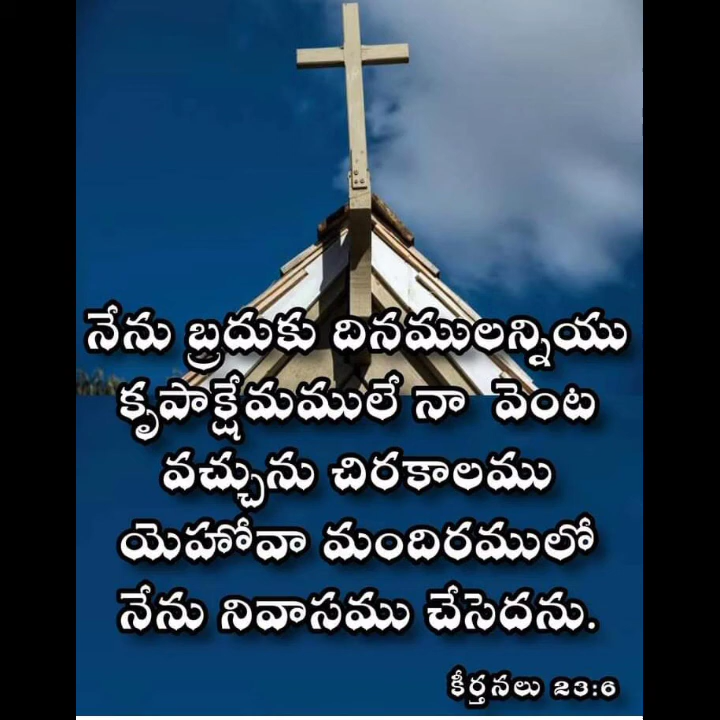 నేను బ్రదుకు దినములన్నియు
కృపాక్షేమములే నా వెంట
వచ్చును చిరకాలము
యెహోవా మందిరములో
నేను నివాసము చేసెదను.
కీర్తనలు 23:6